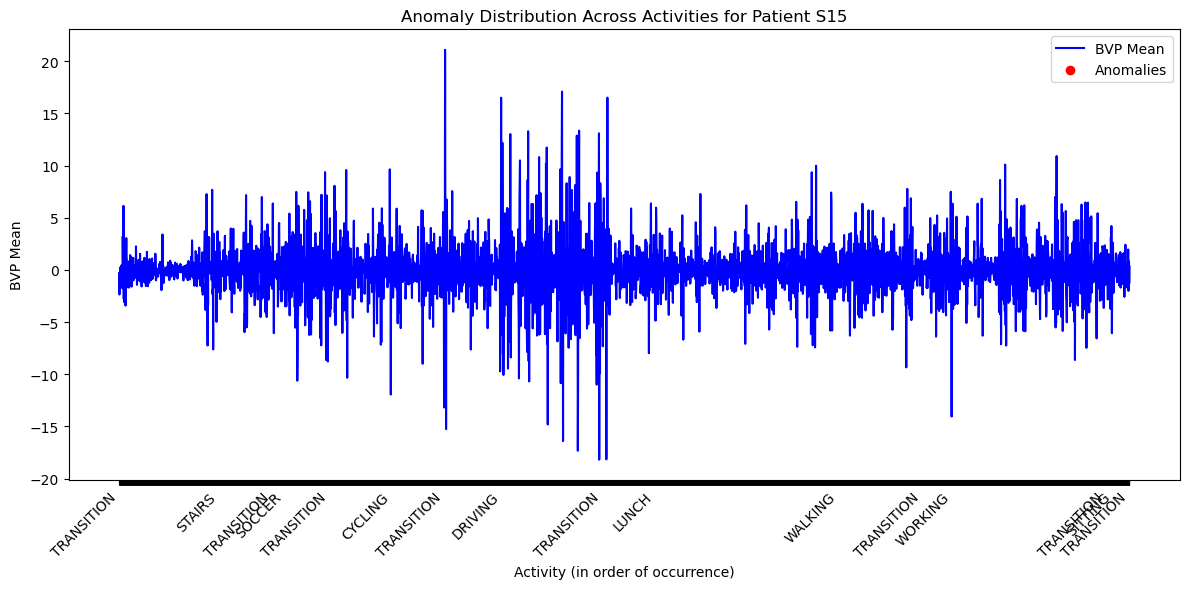 Anomaly Distribution Across Activities for Patient S15
BVP Mean
Anomalies
BVP Mean
20
15
10
5
0
−5
−10
−15
−20
TRANSITION
STAIRS
TRANSITION
SOCCER
TRANSITION
CYCLING
TRANSITION
DRIVING
TRANSITION
LUNCH
WALKING
TRANSITION
WORKING
TRANSITION
SITTING
TRANSITION
Activity (in order of occurrence)